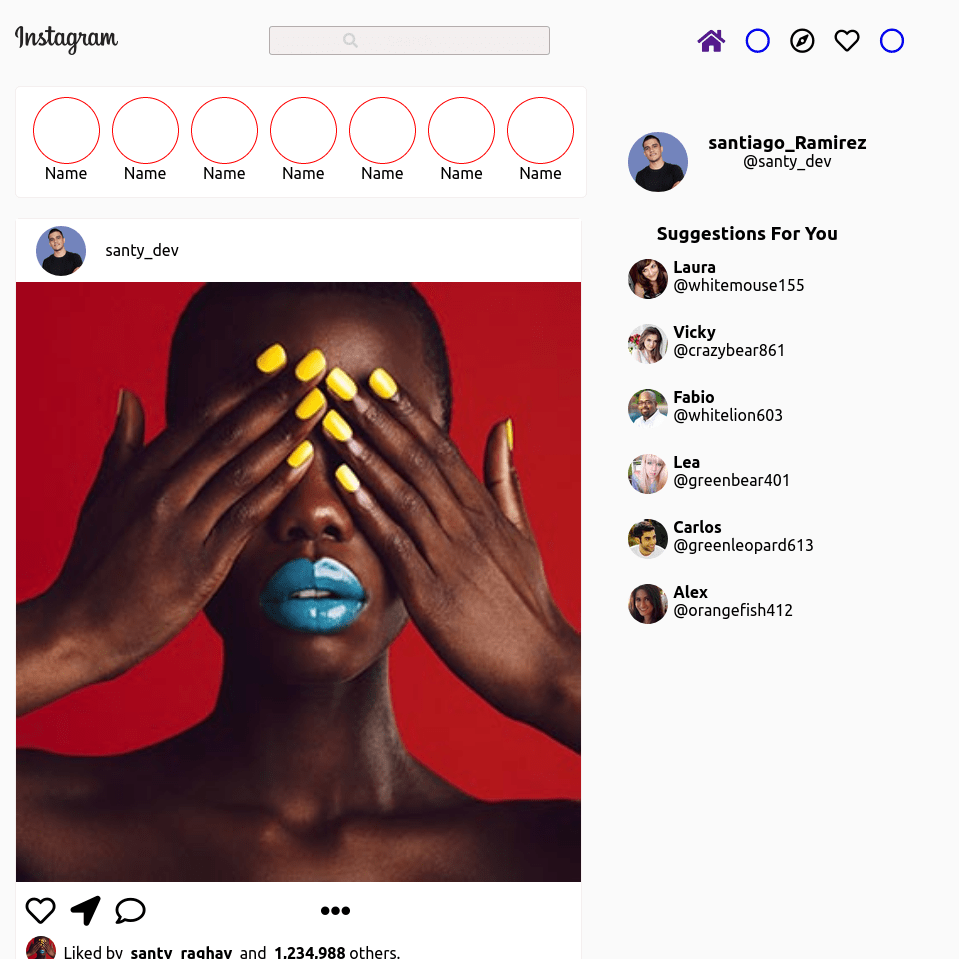 Instagram
Name Name Name Name Name Name Name
santiago_Ramirez
@santy_dev
santy_dev
Suggestions For You
Laura
@whitemouse155
Vicky
@crazybear861
Fabio
@whitelion603
Lea
@greenbear401
Carlos
@greenleopard613
Alex
@orangefish412
Liked by santy_raghav and 1,234,988 others.